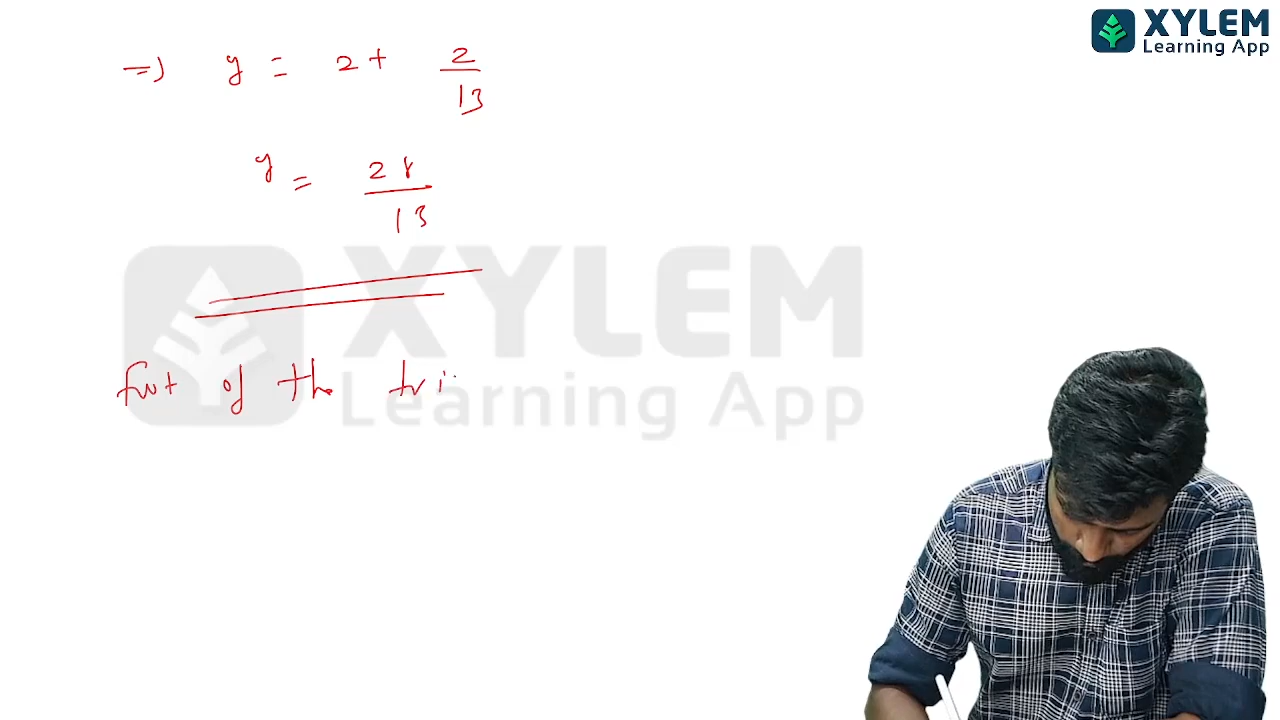 XYLEM
Learning App
=> y = 2 + 2/13
y = 28/13
XYLEM
Learning App
foot of the tri